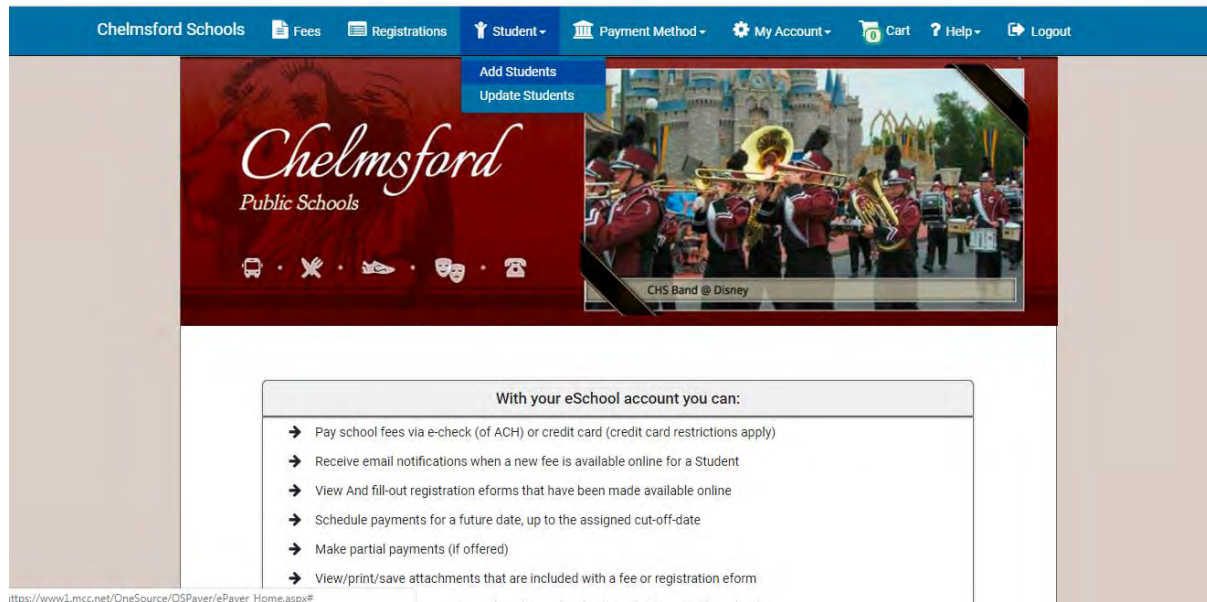 Chelmsford Schools Fees Registrations Student Payment Method My Account 0 Cart ? Help Logout
Add Students
Update Students
Chelmsford
Public Schools
CHS Band @ Disney
With your eSchool account you can:
Pay school fees via e-check (of ACH) or credit card (credit card restrictions apply)
Receive email notifications when a new fee is available online for a Student
View And fill-out registration eforms that have been made available online
Schedule payments for a future date, up to the assigned cut-off-date
Make partial payments (if offered)
View/print/save attachments that are included with a fee or registration eform
https://www1.mcc.net/OneSource/OSPayer/ePayer_Home.aspx#